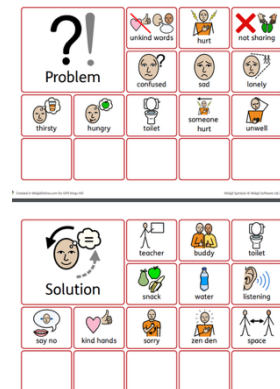 ?!
Problem
unkind words
hurt
not sharing
?
confused
sad
lonely
thirsty
hungry
toilet
someone hurt
unwell
Solution
teacher
buddy
toilet
snack
water
listening
say no
kind hands
sorry
zen den
space